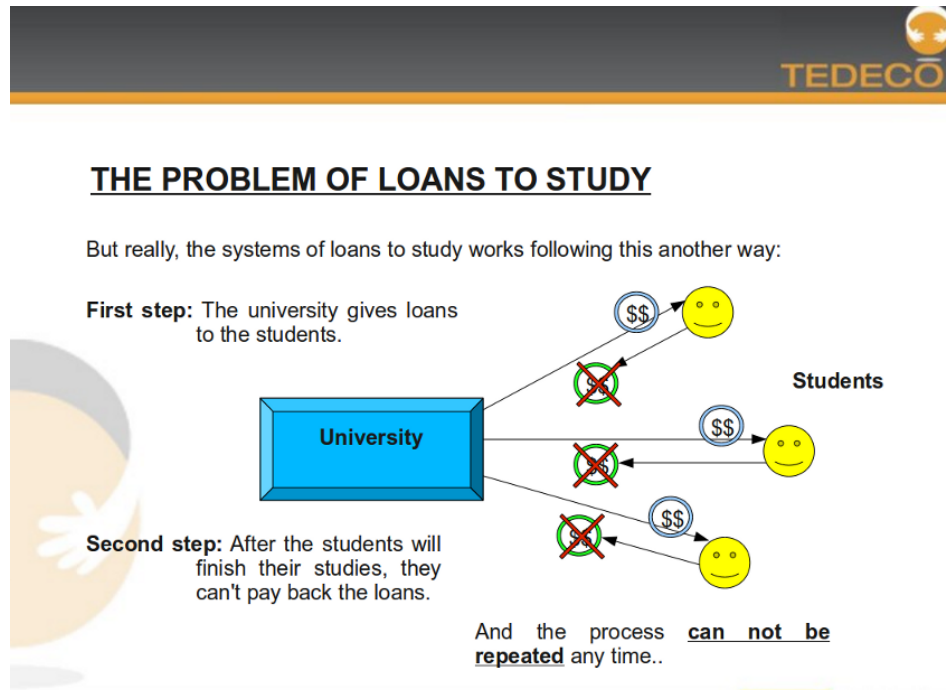 TEDECO
THE PROBLEM OF LOANS TO STUDY
But really, the systems of loans to study works following this another way:
First step: The university gives loans
to the students.
$$
$$
Students
$$
University
$$
$$
$$
Second step: After the students will
finish their studies, they
can't pay back the loans.
And the process can not be
repeated any time..